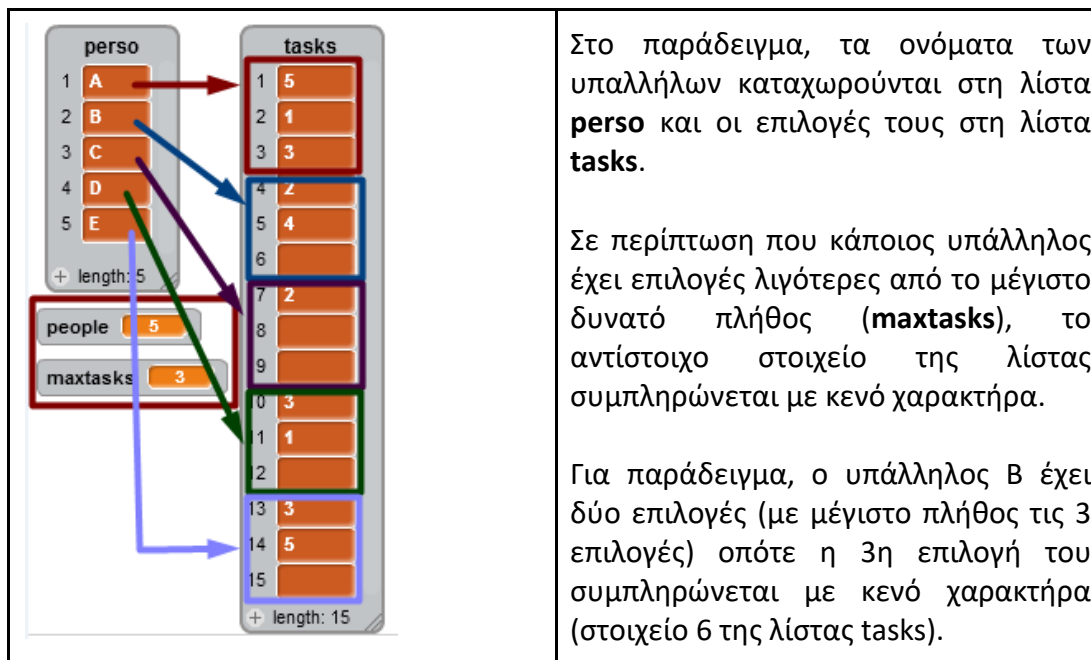 perso
1 A
2 B
3 C
4 D
5 E
+ length: 5
people 5
maxtasks 3
tasks
1 5
2 1
3 3
4 2
5 4
6
7 2
8
9
10 3
11 1
12
13 3
14 5
15
+ length: 15
Στο παράδειγμα, τα ονόματα των
υπαλλήλων καταχωρούνται στη λίστα
perso και οι επιλογές τους στη λίστα
tasks.
Σε περίπτωση που κάποιος υπάλληλος
έχει επιλογές λιγότερες από το μέγιστο
δυνατό πλήθος (maxtasks), το
αντίστοιχο στοιχείο της λίστας
συμπληρώνεται με κενό χαρακτήρα.
Για παράδειγμα, ο υπάλληλος Β έχει
δύο επιλογές (με μέγιστο πλήθος τις 3
επιλογές) οπότε η 3η επιλογή του
συμπληρώνεται με κενό χαρακτήρα
(στοιχείο 6 της λίστας tasks).